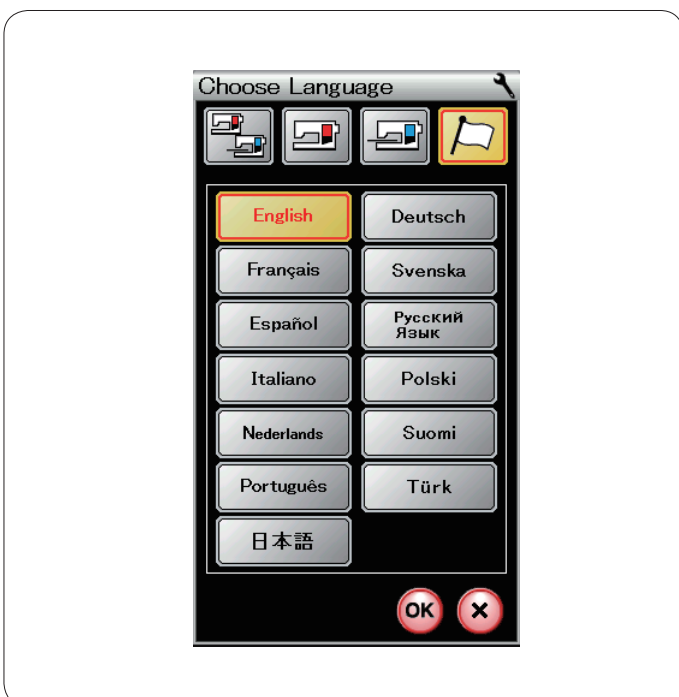 Choose Language
English
Deutsch
Français
Svenska
Español
Русский
Язык
Italiano
Polski
Nederlands
Suomi
Português
Türk
日本語
OK